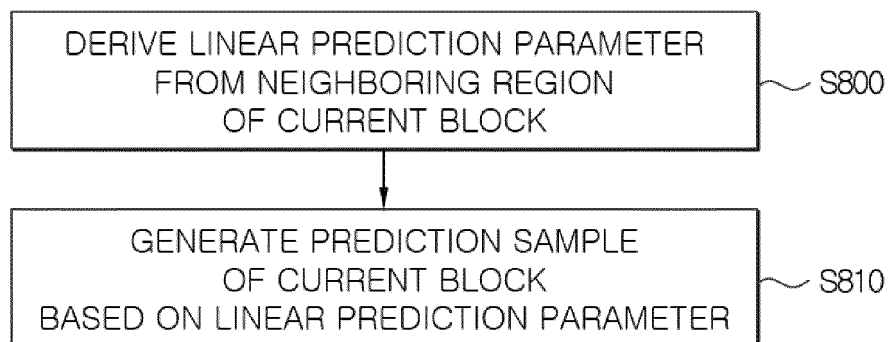 DERIVE LINEAR PREDICTION PARAMETER
FROM NEIGHBORING REGION
OF CURRENT BLOCK
S800
GENERATE PREDICTION SAMPLE
OF CURRENT BLOCK
BASED ON LINEAR PREDICTION PARAMETER
S810